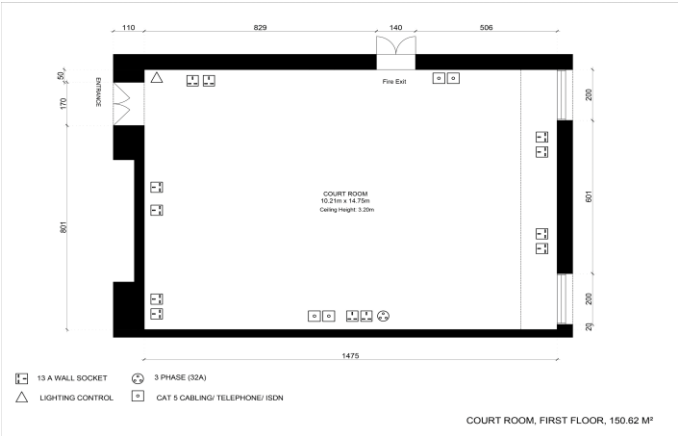 110 829 140 506
50
170
801
ENTRANCE
Fire Exit
COURT ROOM
10.21m x 14.75m
Ceiling Height: 3.20m
200
601
200
20
1475
13 A WALL SOCKET
3 PHASE (32A)
LIGHTING CONTROL
CAT 5 CABLING/ TELEPHONE/ ISDN
COURT ROOM, FIRST FLOOR, 150.62 M²